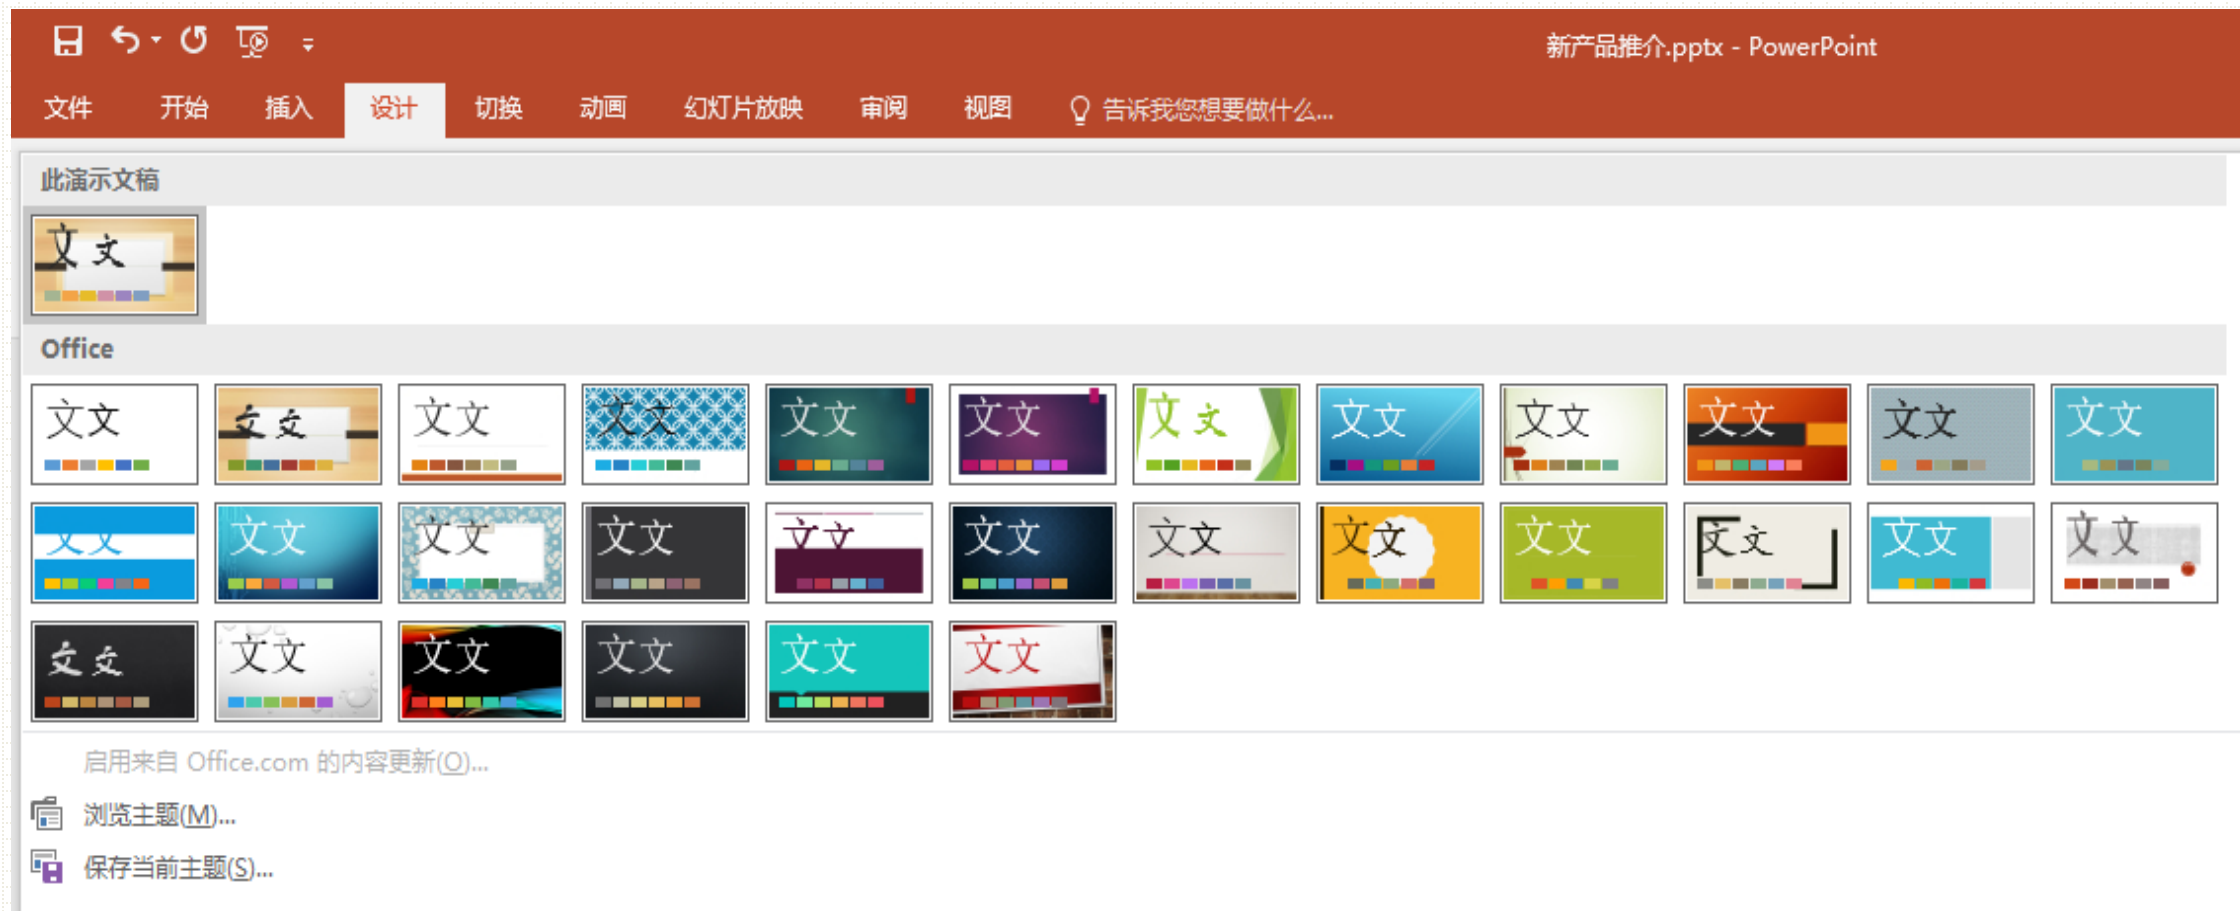 新产品推介.pptx - PowerPoint
文件 开始 插入 设计 切换 动画 幻灯片放映 审阅 视图 告诉我您想要做什么...
此演示文稿
文文
Office
文文 文文 文文 文文 文文 文文 文文 文文 文文 文文 文文 文文
文文 文文 文文 文文 文文 文文 文文 文文 文文 文文 文文 文文
文文 文文 文文 文文 文文 文文
启用来自 Office.com 的内容更新(O)...
浏览主题(M)...
保存当前主题(S)...